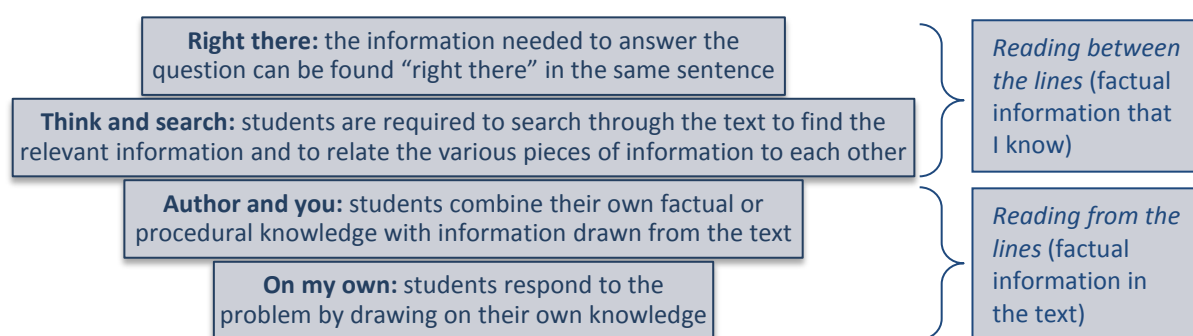 Right there: the information needed to answer the
question can be found “right there” in the same sentence
Think and search: students are required to search through the text to find the
relevant information and to relate the various pieces of information to each other
Reading between
the lines (factual
information that
I know)
Author and you: students combine their own factual or
procedural knowledge with information drawn from the text
On my own: students respond to the
problem by drawing on their own knowledge
Reading from the
lines (factual
information in
the text)